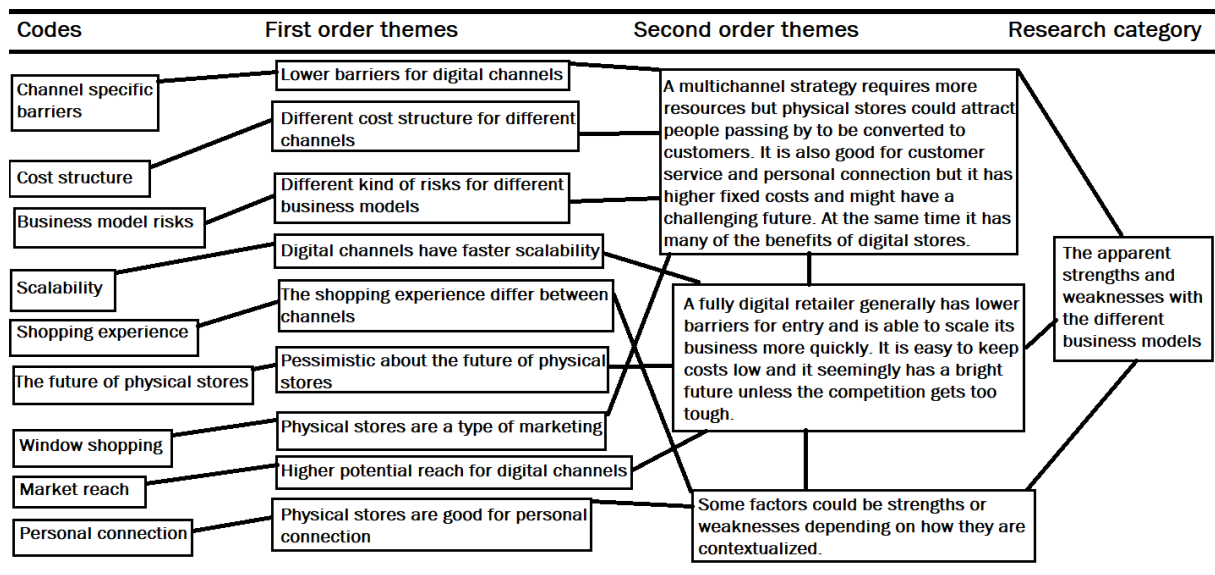 Codes
First order themes
Second order themes
Research category
Channel specific
barriers
Cost structure
Business model risks
Scalability
Shopping experience
The future of physical stores
Window shopping
Market reach
Personal connection
Lower barriers for digital channels
Different cost structure for different
channels
Different kind of risks for different
business models
Digital channels have faster scalability
The shopping experience differ between
channels
Pessimistic about the future of physical
stores
Physical stores are a type of marketing
Higher potential reach for digital channels
Physical stores are good for personal
connection
A multichannel strategy requires more
resources but physical stores could attract
people passing by to be converted to
customers. It is also good for customer
service and personal connection but it has
higher fixed costs and might have a
challenging future. At the same time it has
many of the benefits of digital stores.
A fully digital retailer generally has lower
barriers for entry and is able to scale its
business more quickly. It is easy to keep
costs low and it seemingly has a bright
future unless the competition gets too
tough.
Some factors could be strengths or
weaknesses depending on how they are
contextualized.
The apparent
strengths and
weaknesses with
the different
business models